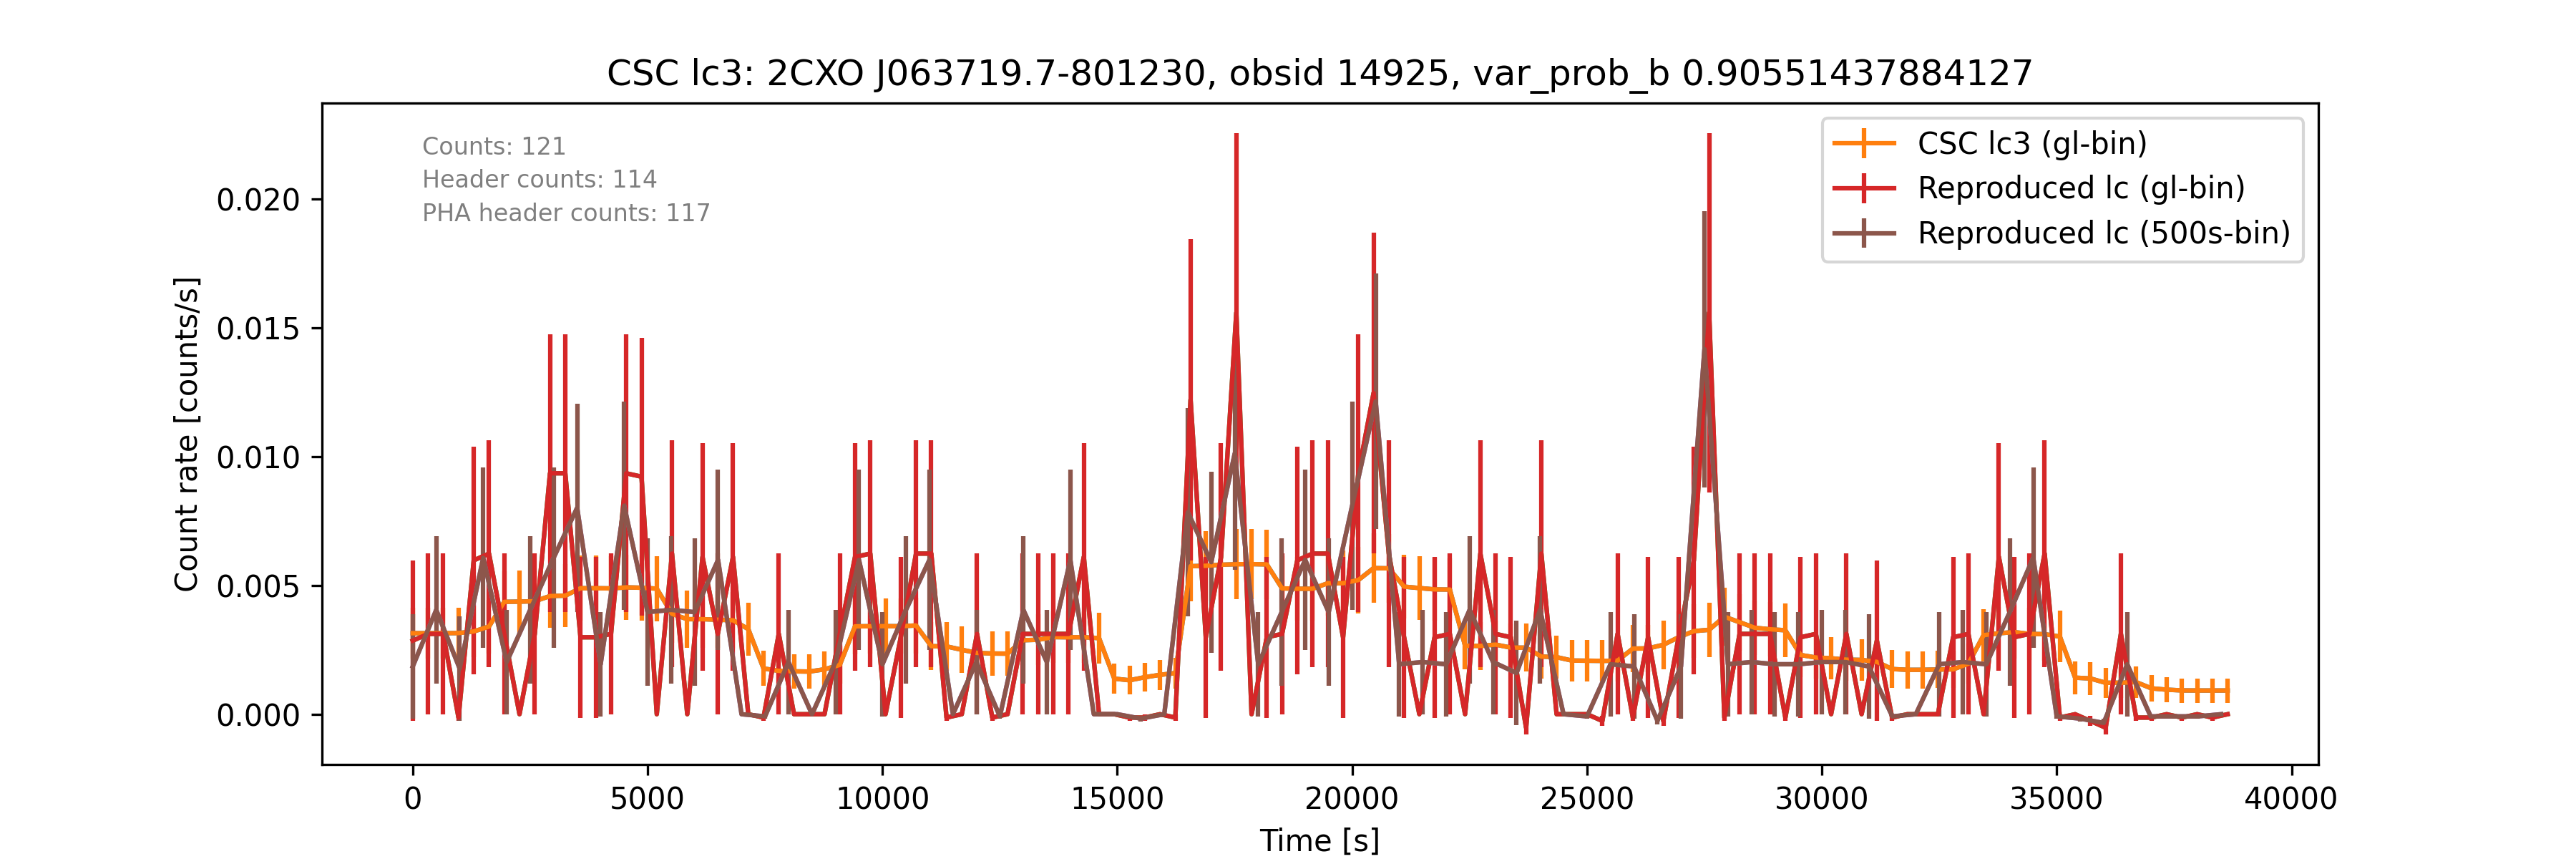 CSC lc3: 2CXO J063719.7-801230, obsid 14925, var_prob_b 0.90551437884127
Counts: 121
Header counts: 114
PHA header counts: 117
CSC lc3 (gl-bin)
Reproduced lc (gl-bin)
Reproduced lc (500s-bin)
Count rate [counts/s]
0.020
0.015
0.010
0.005
0.000
0 5000 10000 15000 20000 25000 30000 35000 40000
Time [s]